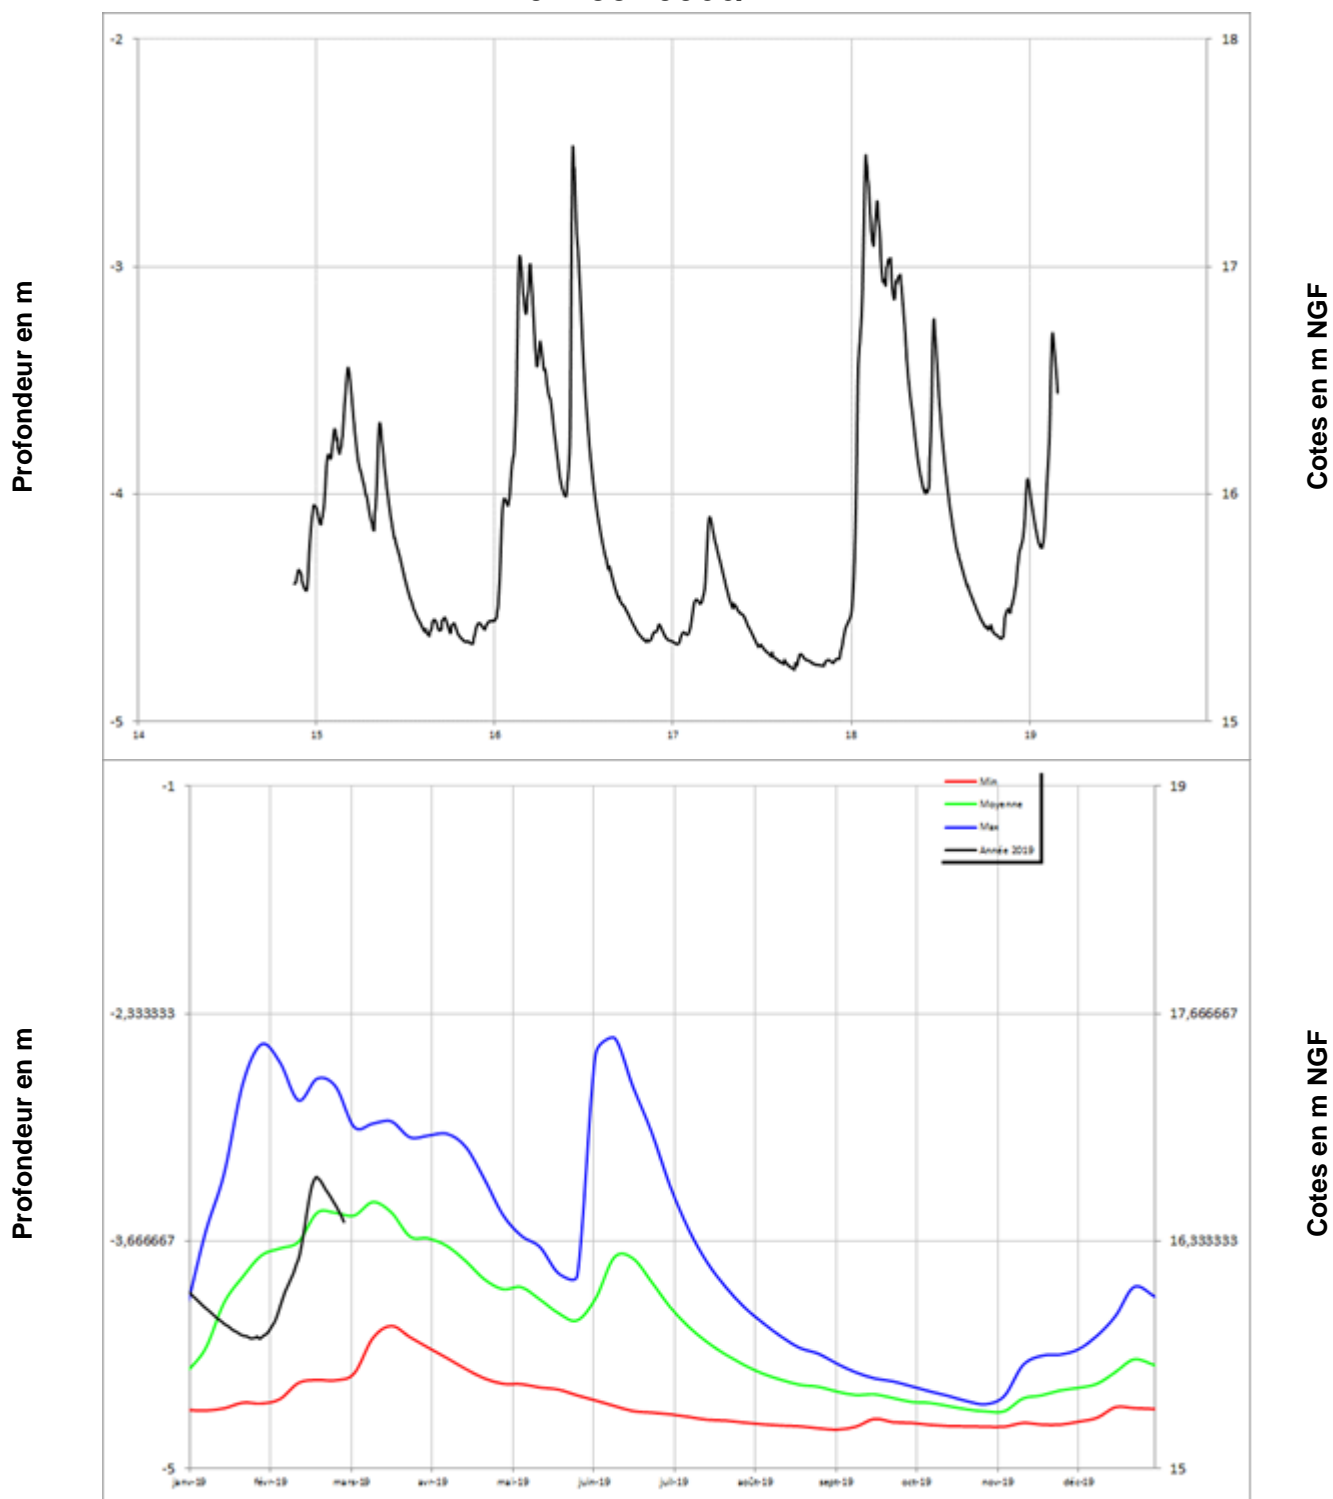 -2
18
-3
17
-4
16
-5
15
14
15
16
17
18
19
Profondeur en m
Cotes en m NGF
-1
19
Min
Moyenne
Max
Année 2019
-2,333333
17,666667
-3,666667
16,333333
-5
15
janv-19
févr-19
mars-19
avr-19
mai-19
juin-19
juil-19
août-19
sept-19
oct-19
nov-19
déc-19
Profondeur en m
Cotes en m NGF